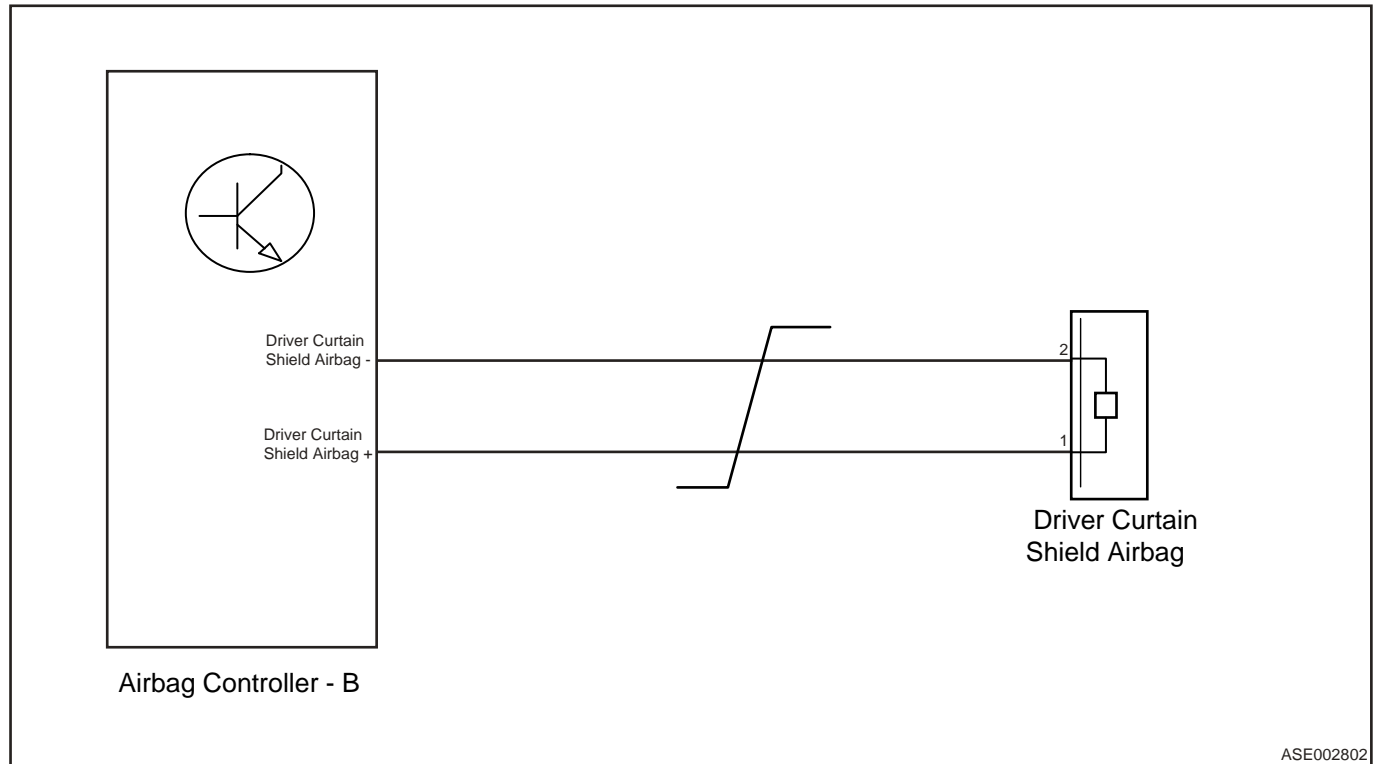 Driver Curtain
Shield Airbag -
2
Driver Curtain
Shield Airbag +
1
Driver Curtain
Shield Airbag
Airbag Controller - B
ASE002802